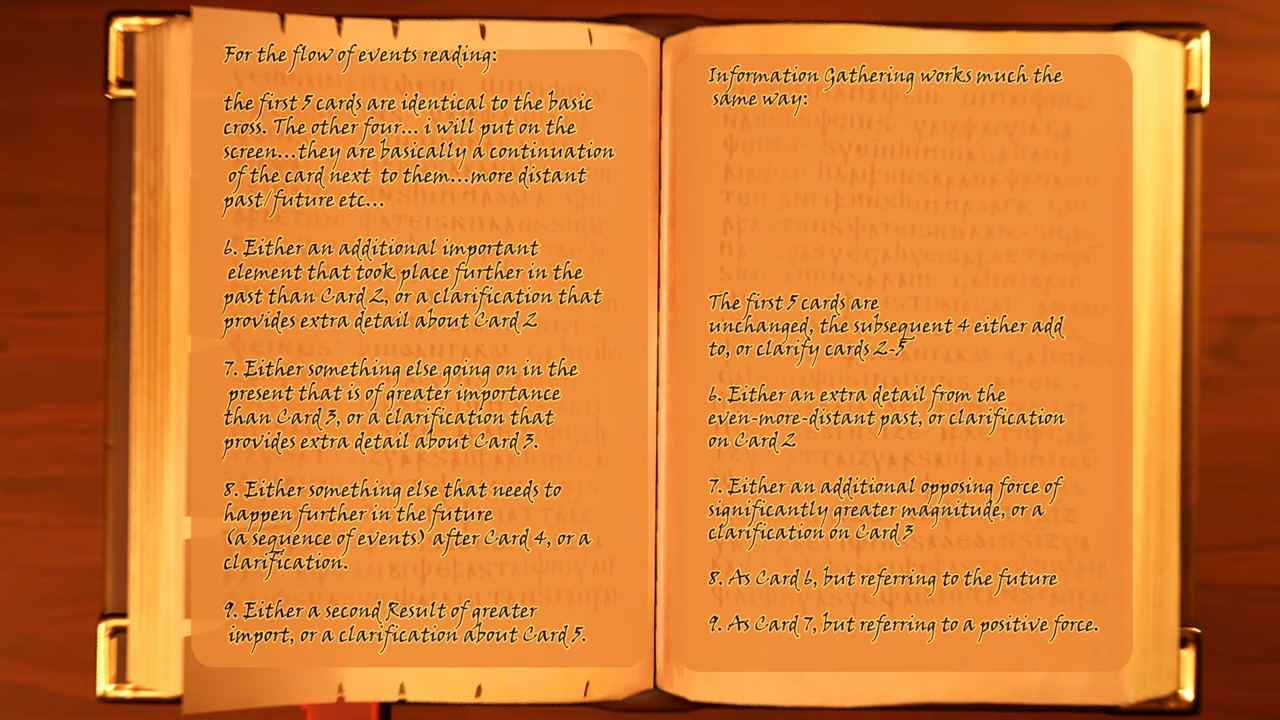 For the flow of events reading:
the first 5 cards are identical to the basic
cross. The other four... i will put on the
screen...they are basically a continuation
of the card next to them...more distant
past/future etc...
6. Either an additional important
element that took place further in the
past than Card 2, or a clarification that
provides extra detail about Card 2
7. Either something else going on in the
present that is of greater importance
than Card 3, or a clarification that
provides extra detail about Card 3.
8. Either something else that needs to
happen further in the future
(a sequence of events) after Card 4, or a
clarification.
9. Either a second Result of greater
import, or a clarification about Card 5.
Information Gathering works much the
same way:
The first 5 cards are
unchanged, the subsequent 4 either add
to, or clarify cards 2-5
6. Either an extra detail from the
even-more-distant past, or clarification
on Card 2
7. Either an additional opposing force of
significantly greater magnitude, or a
clarification on Card 3
8. As Card 6, but referring to the future
9. As Card 7, but referring to a positive force.